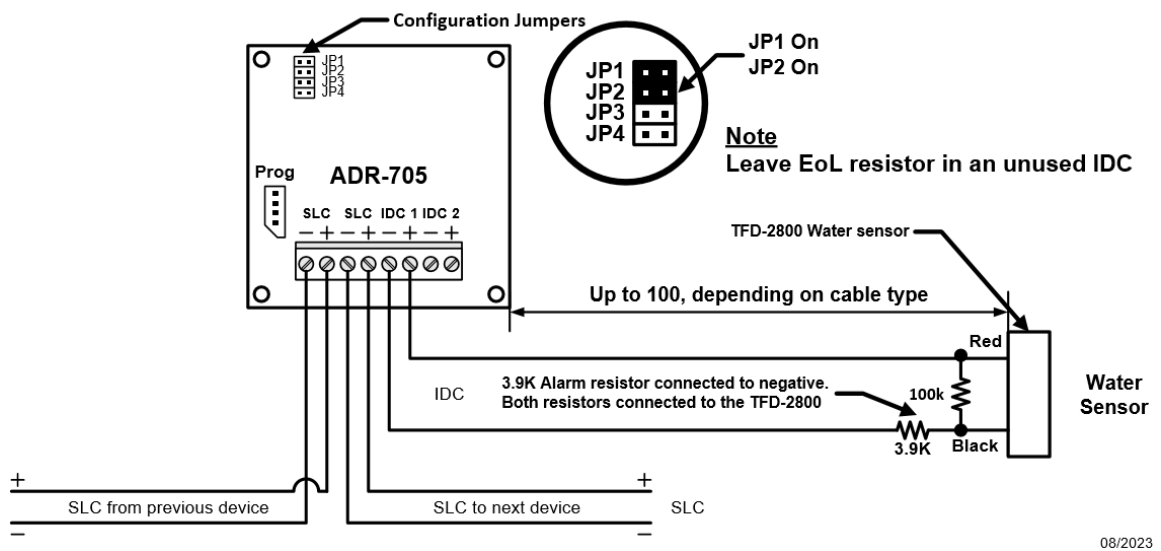 Configuration Jumpers
JP1
JP2
JP3
JP4
JP1
JP2
JP3
JP4
JP1 On
JP2 On
Note
Leave EoL resistor in an unused IDC
Prog
ADR-705
SLC SLC IDC 1 IDC 2
− + − + − + − +
TFD-2800 Water sensor
Up to 100, depending on cable type
Red
IDC
3.9K Alarm resistor connected to negative.
Both resistors connected to the TFD-2800
100k
Water
Sensor
3.9K
Black
+ +
SLC from previous device SLC to next device SLC
− −
08/2023